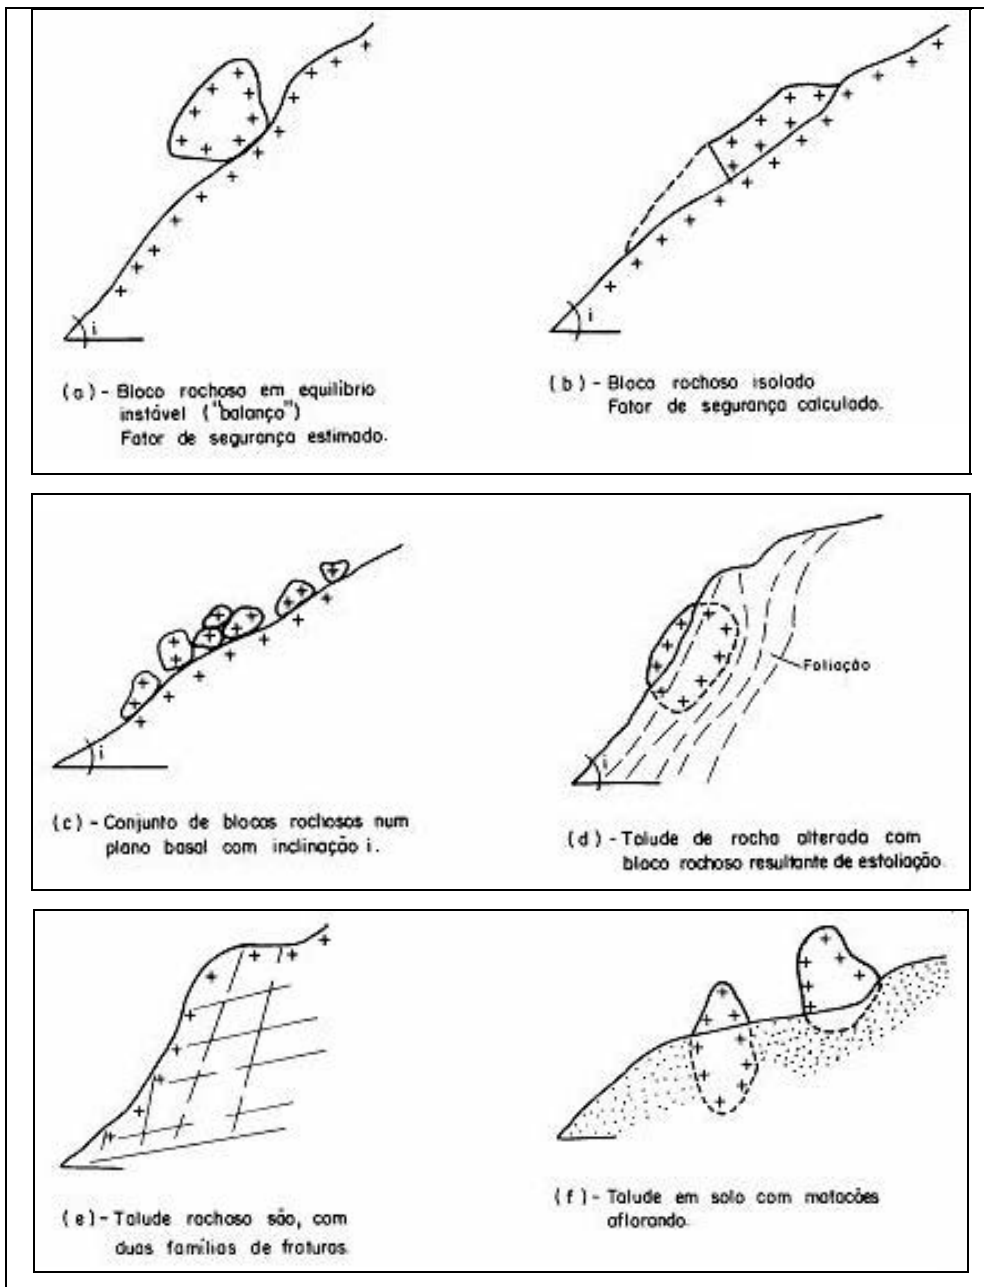 i
(a) - Bloco rochoso em equilíbrio
instável ("balanço")
Fator de segurança estimado.
i
(b) - Bloco rochoso isolado
Fator de segurança calculado.
i
(c) - Conjunto de blocos rochosos num
plano basal com inclinação i.
Foliação
i
(d) - Talude de rocha alterada com
bloco rochoso resultante de esfoliação.
(e) - Talude rochoso são, com
duas famílias de fraturas.
(f) - Talude em solo com matacões
aflorando.